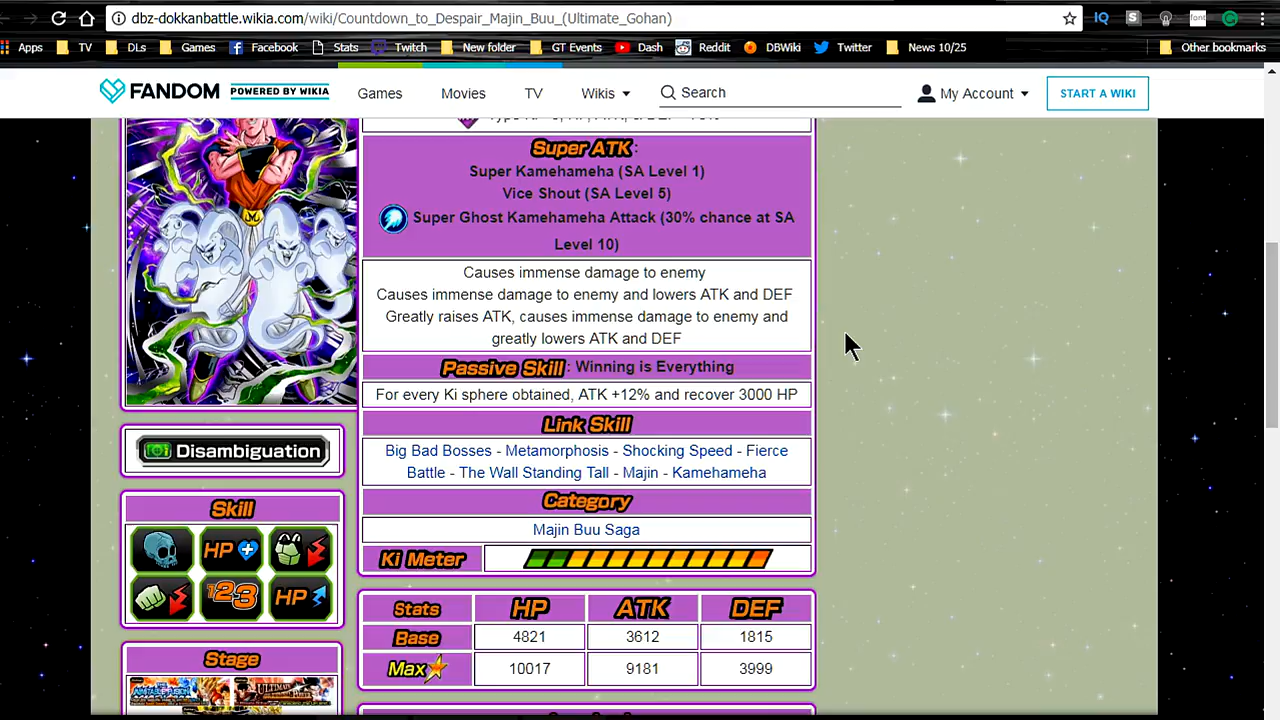 dbz-dokkanbattle.wikia.com/wiki/Countdown_to_Despair_Majin_Buu_(Ultimate_Gohan)
IQ S font
Apps TV DLs Games Facebook Stats Twitch New folder GT Events Dash Reddit DBWiki Twitter News 10/25 Other bookmarks
FANDOM POWERED BY WIKIA Games Movies TV Wikis Search My Account START A WIKI
Super ATK:
Super Kamehameha (SA Level 1)
Vice Shout (SA Level 5)
Super Ghost Kamehameha Attack (30% chance at SA
Level 10)
Causes immense damage to enemy
Causes immense damage to enemy and lowers ATK and DEF
Greatly raises ATK, causes immense damage to enemy and
greatly lowers ATK and DEF
Passive Skill: Winning is Everything
For every Ki sphere obtained, ATK +12% and recover 3000 HP
Link Skill
Big Bad Bosses - Metamorphosis - Shocking Speed - Fierce
Battle - The Wall Standing Tall - Majin - Kamehameha
Category
Majin Buu Saga
Ki Meter
Disambiguation
Skill
HP
123 HP
Stage
Stats HP ATK DEF
Base 4821 3612 1815
Max 10017 9181 3999